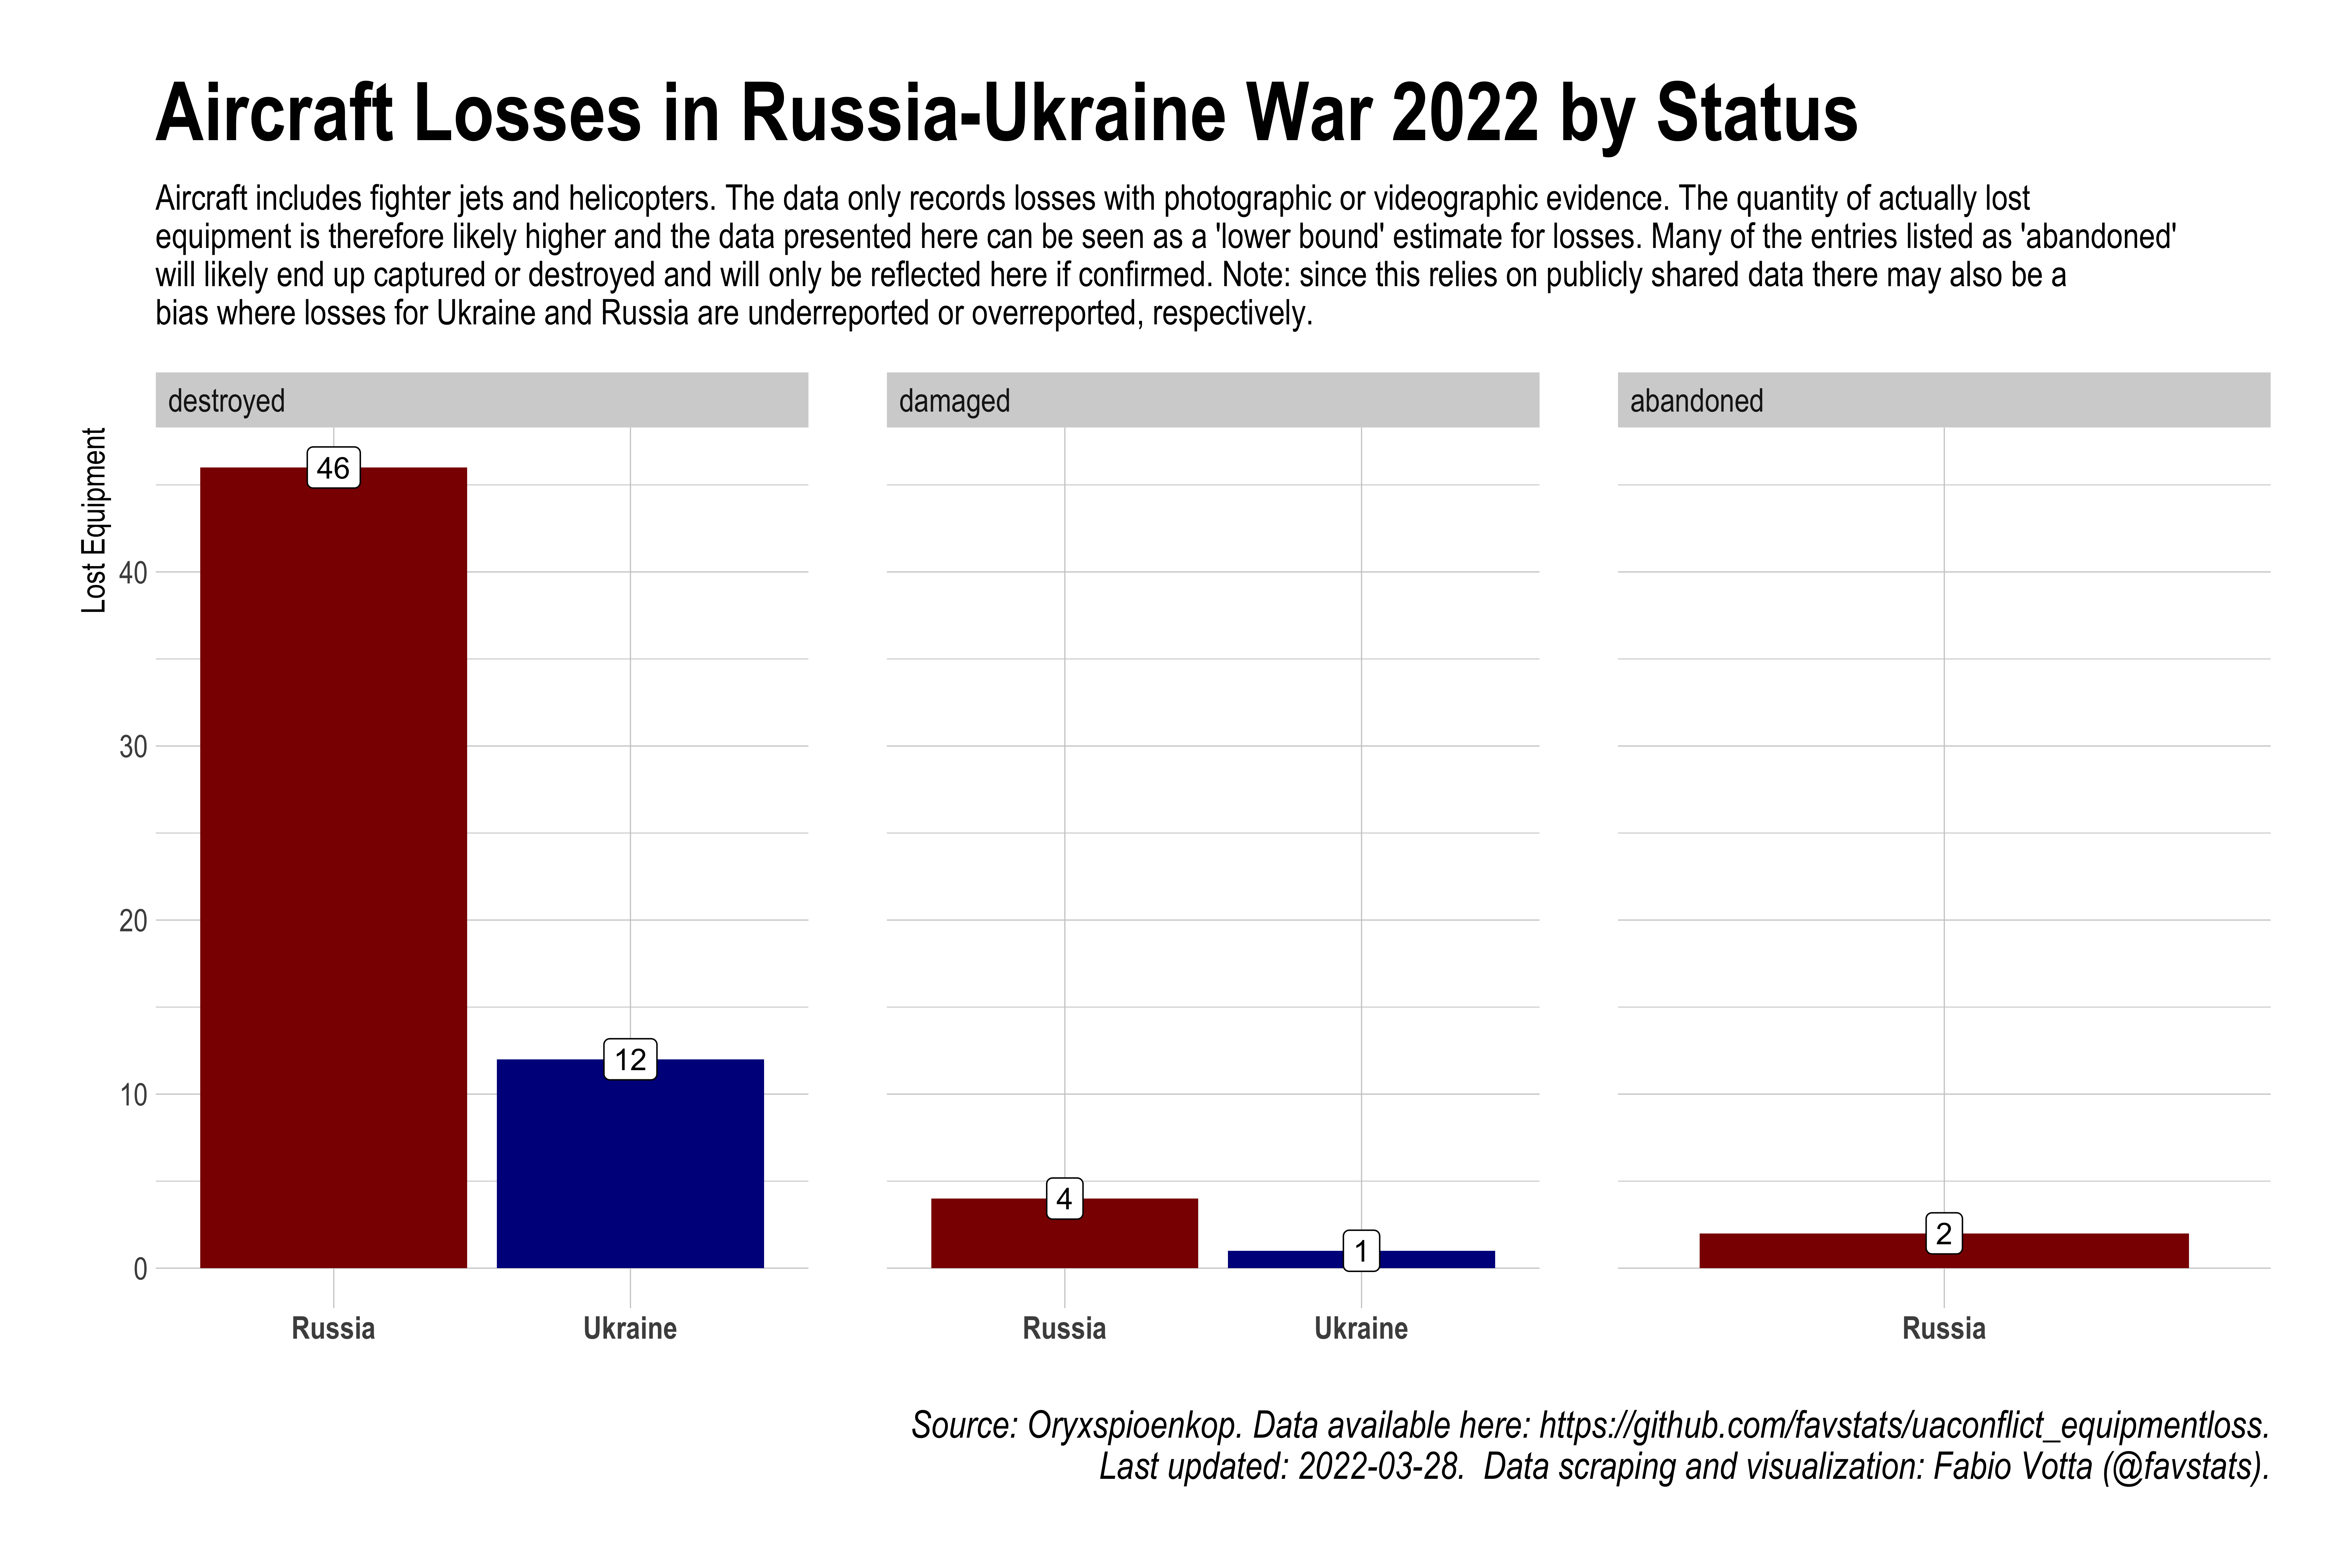 Aircraft Losses in Russia-Ukraine War 2022 by Status
Aircraft includes fighter jets and helicopters. The data only records losses with photographic or videographic evidence. The quantity of actually lost
equipment is therefore likely higher and the data presented here can be seen as a 'lower bound' estimate for losses. Many of the entries listed as 'abandoned'
will likely end up captured or destroyed and will only be reflected here if confirmed. Note: since this relies on publicly shared data there may also be a
bias where losses for Ukraine and Russia are underreported or overreported, respectively.
destroyed
damaged
abandoned
Lost Equipment
40
30
20
10
0
46
12
4
1
2
Russia
Ukraine
Russia
Ukraine
Russia
Source: Oryxspioenkop. Data available here: https://github.com/favstats/uaconflict_equipmentloss.
Last updated: 2022-03-28.  Data scraping and visualization: Fabio Votta (@favstats).